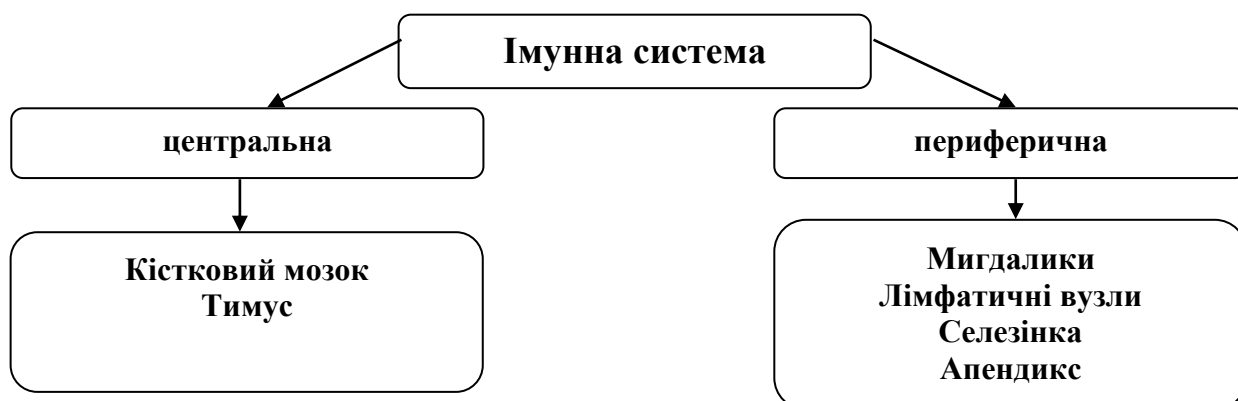 Імунна система
центральна
периферична
Кістковий мозок
Тимус
Мигдалики
Лімфатичні вузли
Селезінка
Апендикс